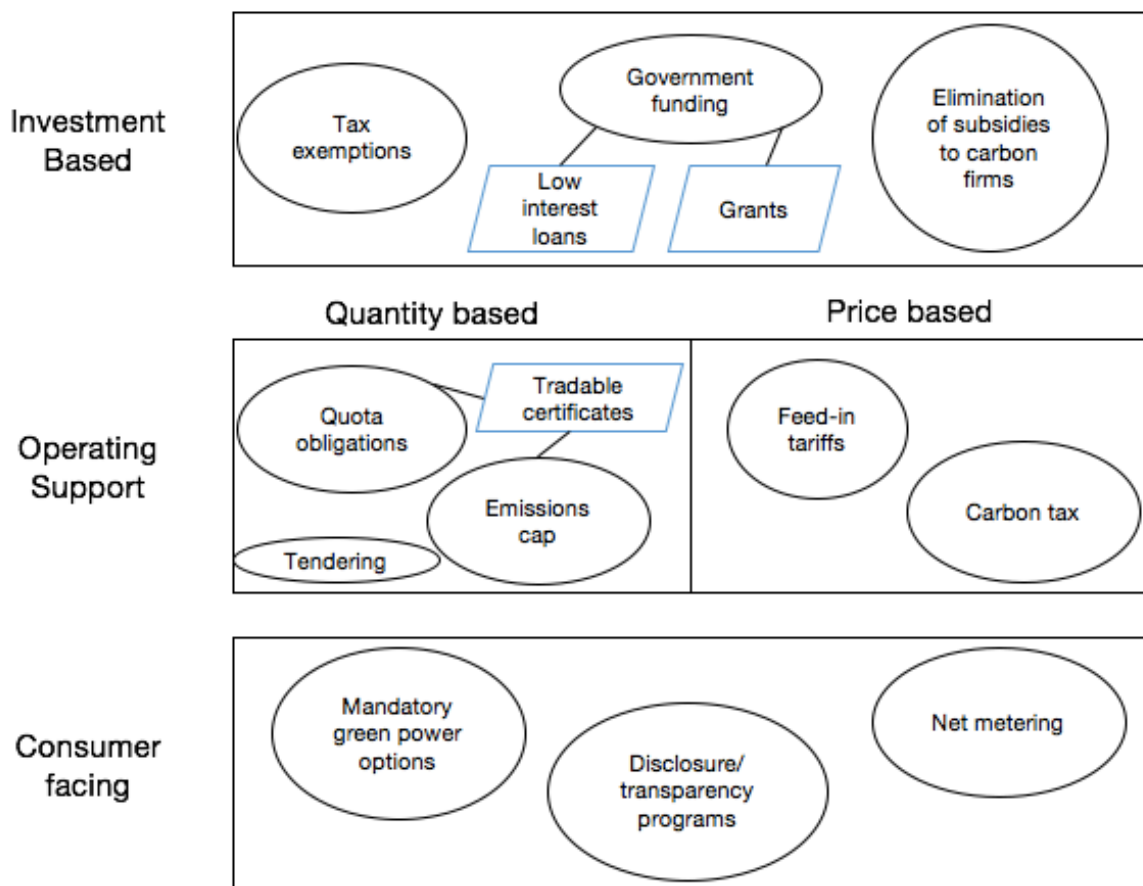 Investment
Based
Tax
exemptions
Government
funding
Low
interest
loans
Grants
Elimination
of subsidies
to carbon
firms
Quantity based
Price based
Operating
Support
Quota
obligations
Tradable
certificates
Emissions
cap
Tendering
Feed-in
tariffs
Carbon tax
Consumer
facing
Mandatory
green power
options
Disclosure/
transparency
programs
Net metering